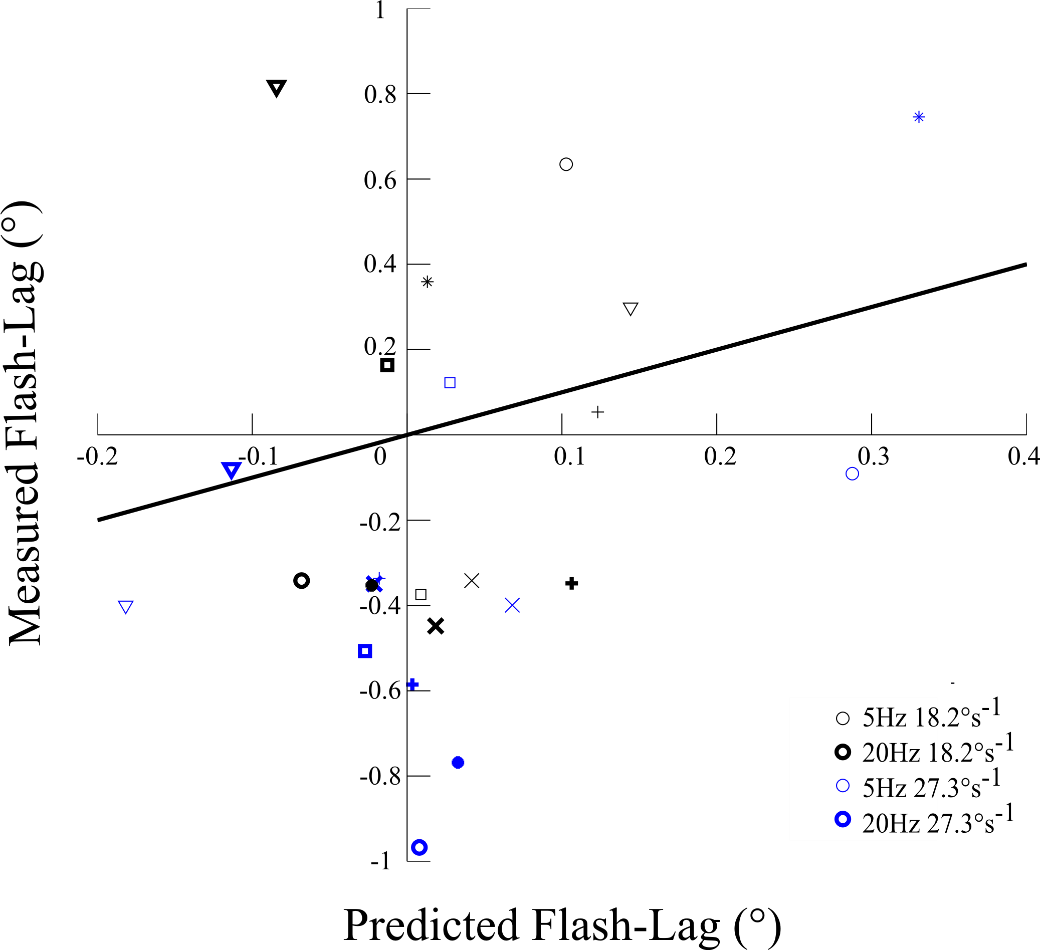 1
0.8
0.6
0.4
0.2
-0.2 -0.1 0 0.1 0.2 0.3 0.4
-0.2
-0.4
-0.6
-0.8
-1
Measured Flash-Lag (°)
Predicted Flash-Lag (°)
5Hz 18.2°s-1
20Hz 18.2°s-1
5Hz 27.3°s-1
20Hz 27.3°s-1